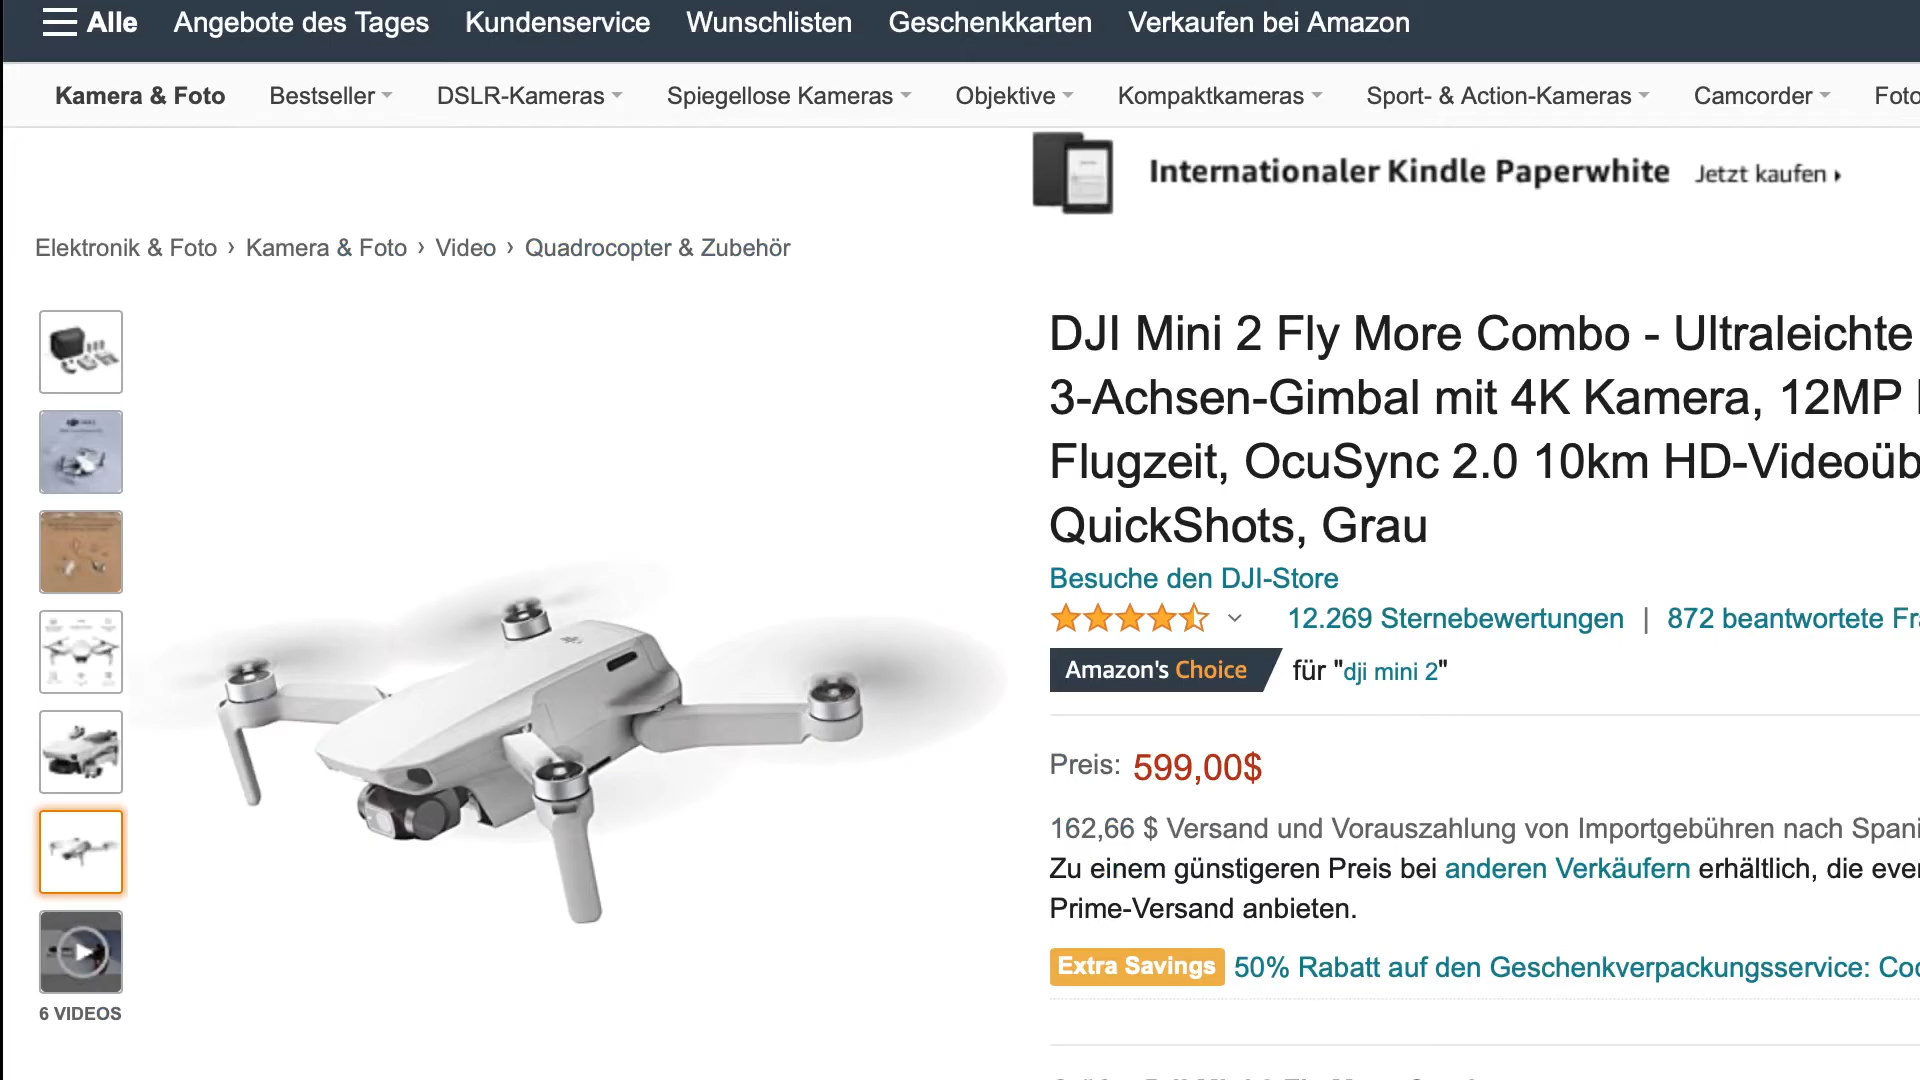 Alle Angebote des Tages Kundenservice Wunschlisten Geschenkkarten Verkaufen bei Amazon
Kamera & Foto Bestseller DSLR-Kameras Spiegellose Kameras Objektive Kompaktkameras Sport- & Action-Kameras Camcorder Foto
Internationaler Kindle Paperwhite Jetzt kaufen
Elektronik & Foto › Kamera & Foto › Video › Quadrocopter & Zubehör
DJI Mini 2 Fly More Combo - Ultraleichte
3-Achsen-Gimbal mit 4K Kamera, 12MP
Flugzeit, OcuSync 2.0 10km HD-Videoüb
QuickShots, Grau
Besuche den DJI-Store
12.269 Sternebewertungen | 872 beantwortete Fra
Amazon's Choice für "dji mini 2"
Preis: 599,00$
162,66 $ Versand und Vorauszahlung von Importgebühren nach Spani
Zu einem günstigeren Preis bei anderen Verkäufern erhältlich, die even
Prime-Versand anbieten.
Extra Savings 50% Rabatt auf den Geschenkverpackungsservice: Coo
6 VIDEOS